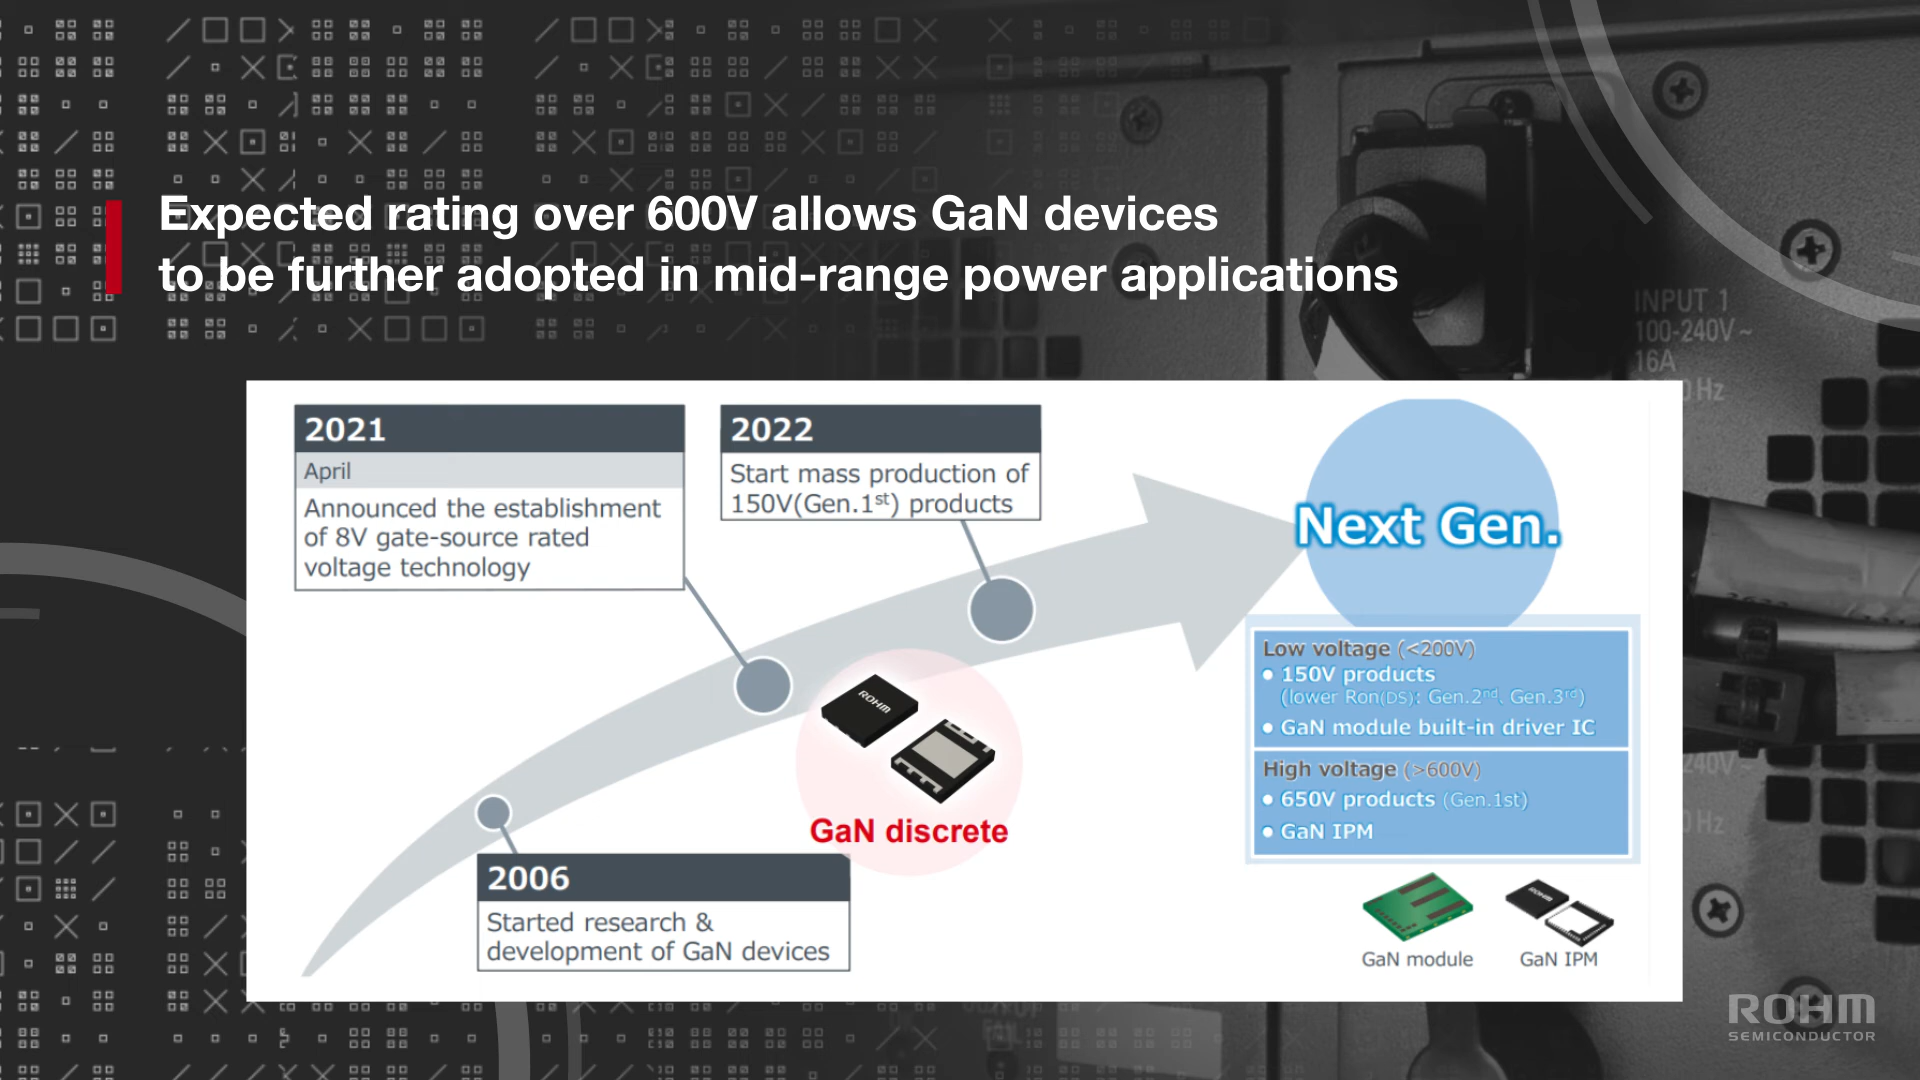 Expected rating over 600V allows GaN devices
to be further adopted in mid-range power applications
INPUT 1
100-240V~
16A
Hz
2021
April
Announced the establishment
of 8V gate-source rated
voltage technology
2022
Start mass production of
150V(Gen.1st) products
Next Gen.
Low voltage (<200V)
• 150V products
(lower Ron(DS): Gen.2nd, Gen.3rd)
• GaN module built-in driver IC
High voltage (>600V)
• 650V products (Gen.1st)
• GaN IPM
ROHM
GaN discrete
2006
Started research &
development of GaN devices
ROHM
GaN module
GaN IPM
240V~
Hz
ROHM
SEMICONDUCTOR